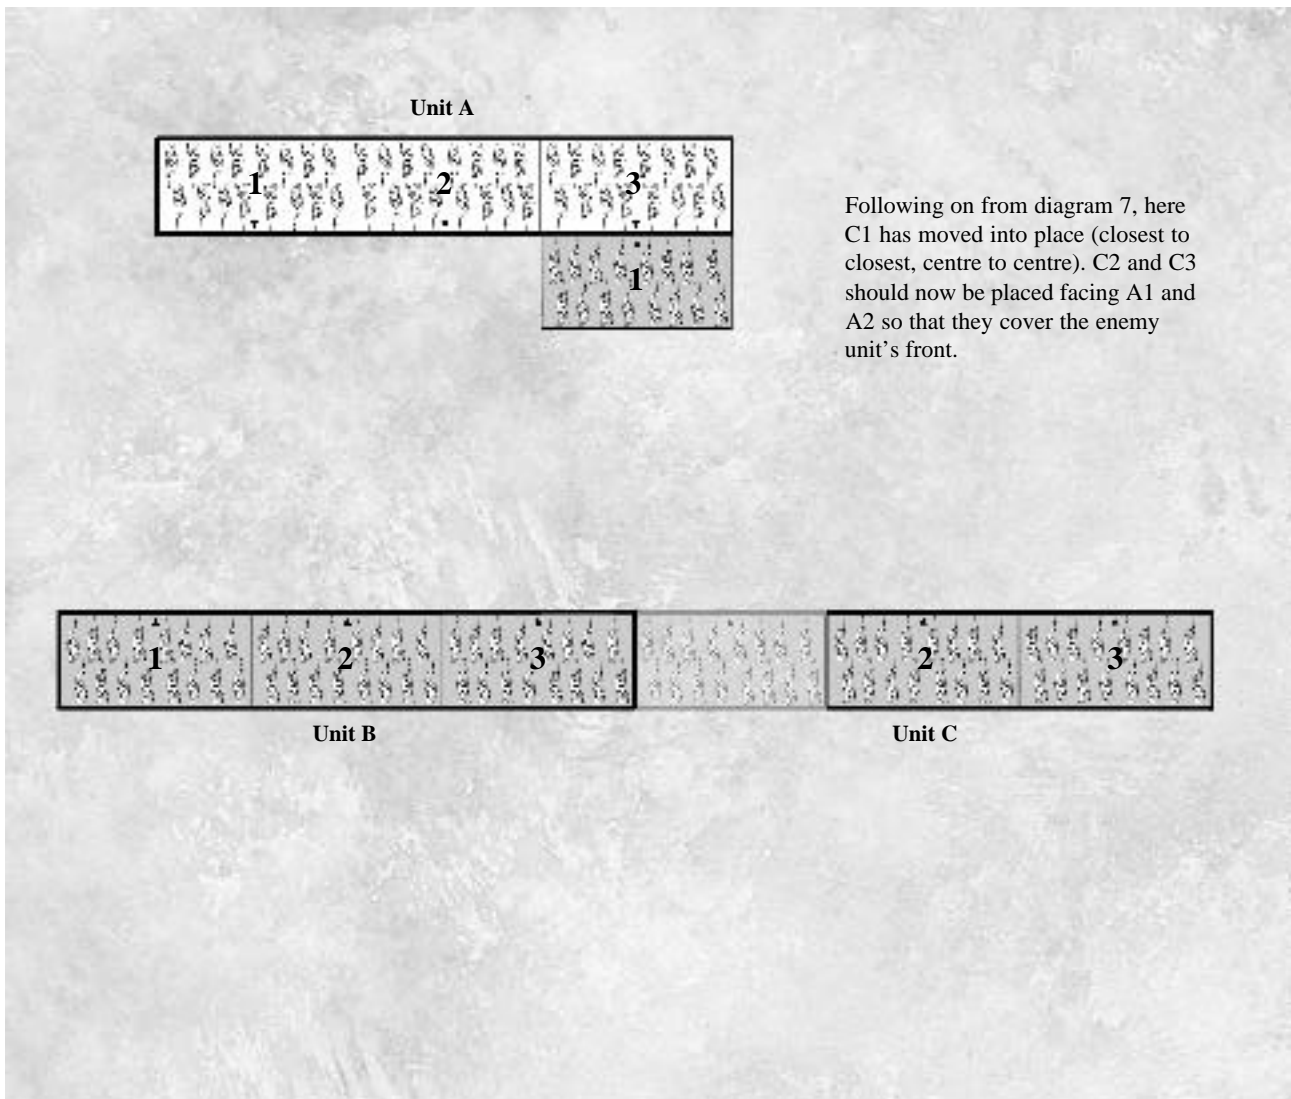 Unit A
1 2 3
1
Following on from diagram 7, here
C1 has moved into place (closest to
closest, centre to centre). C2 and C3
should now be placed facing A1 and
A2 so that they cover the enemy
unit’s front.
1 2 3 2 3
Unit B Unit C